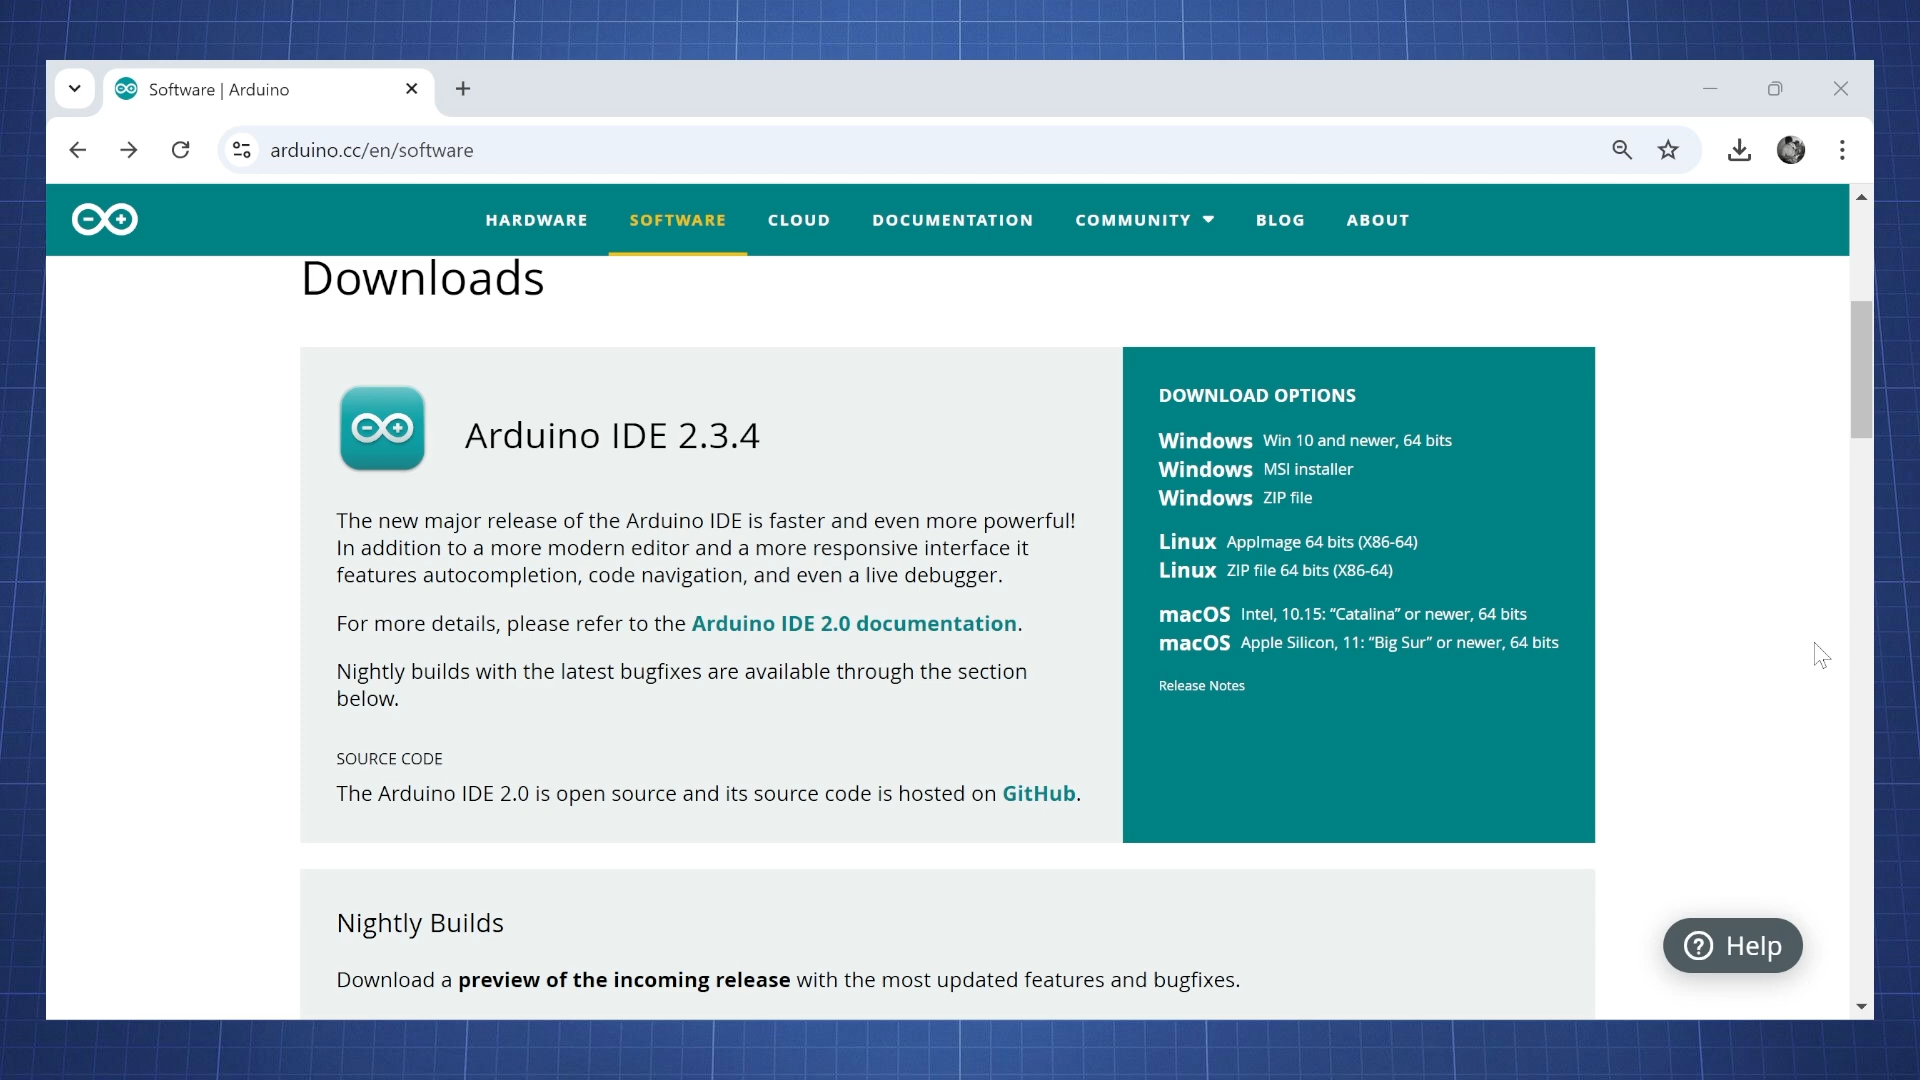 Software | Arduino
arduino.cc/en/software
HARDWARE SOFTWARE CLOUD DOCUMENTATION COMMUNITY BLOG ABOUT
Downloads
Arduino IDE 2.3.4
The new major release of the Arduino IDE is faster and even more powerful!
In addition to a more modern editor and a more responsive interface it
features autocompletion, code navigation, and even a live debugger.
For more details, please refer to the Arduino IDE 2.0 documentation.
Nightly builds with the latest bugfixes are available through the section
below.
SOURCE CODE
The Arduino IDE 2.0 is open source and its source code is hosted on GitHub.
DOWNLOAD OPTIONS
Windows Win 10 and newer, 64 bits
Windows MSI installer
Windows ZIP file
Linux AppImage 64 bits (X86-64)
Linux ZIP file 64 bits (X86-64)
macOS Intel, 10.15: “Catalina” or newer, 64 bits
macOS Apple Silicon, 11: “Big Sur” or newer, 64 bits
Release Notes
Nightly Builds
Download a preview of the incoming release with the most updated features and bugfixes.
Help